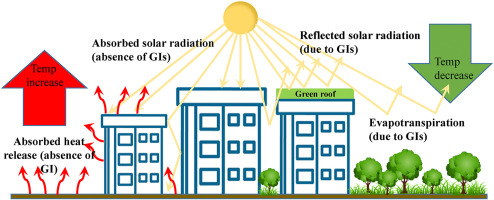 Absorbed solar radiation
(absence of GIs)
Reflected solar radiation
(due to GIs)
Temp
increase
Temp
decrease
Green roof
Evapotranspiration
(due to GIs)
Absorbed heat
release (absence of
GI)